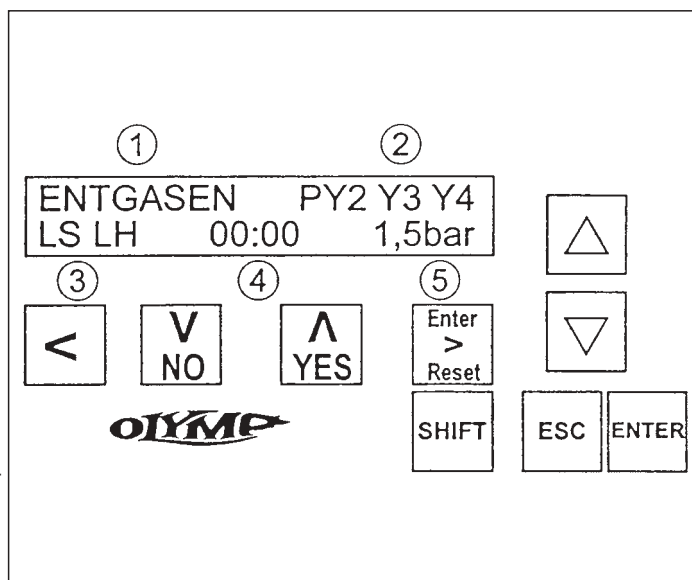 ① ②
ENTGASEN PY2 Y3 Y4
LS LH 00:00 1,5bar
③ ④ ⑤
< V NO Λ YES Enter > Reset
OLYMP
SHIFT ESC ENTER